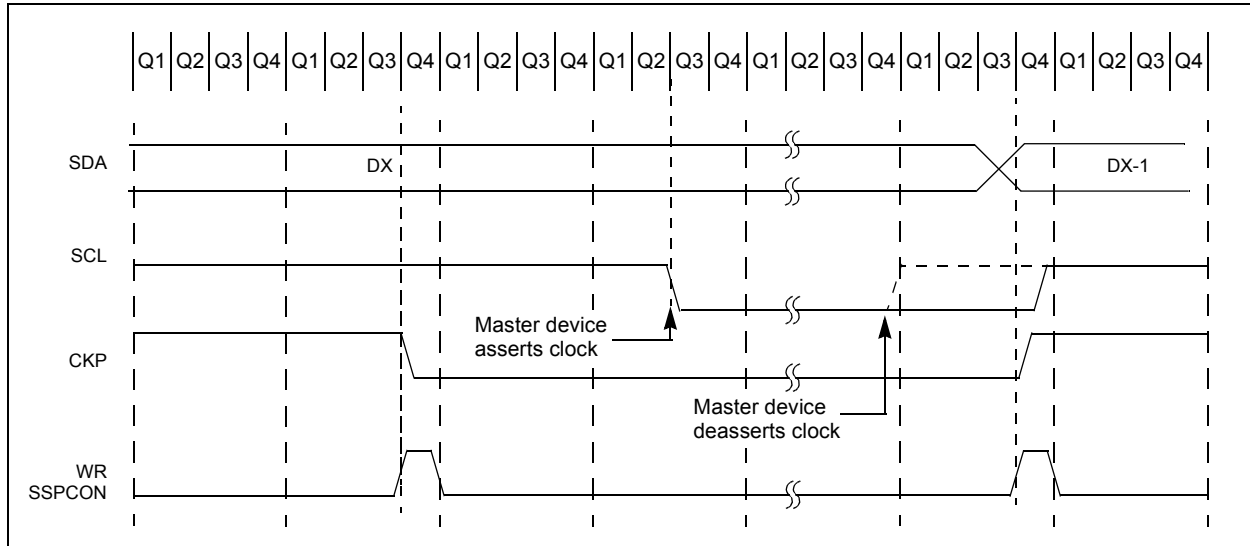 Q1 Q2 Q3 Q4 Q1 Q2 Q3 Q4 Q1 Q2 Q3 Q4 Q1 Q2 Q3 Q4 Q1 Q2 Q3 Q4 Q1 Q2 Q3 Q4 Q1 Q2 Q3 Q4
SDA
DX
DX-1
SCL
Master device
asserts clock
CKP
Master device
deasserts clock
WR
SSPCON